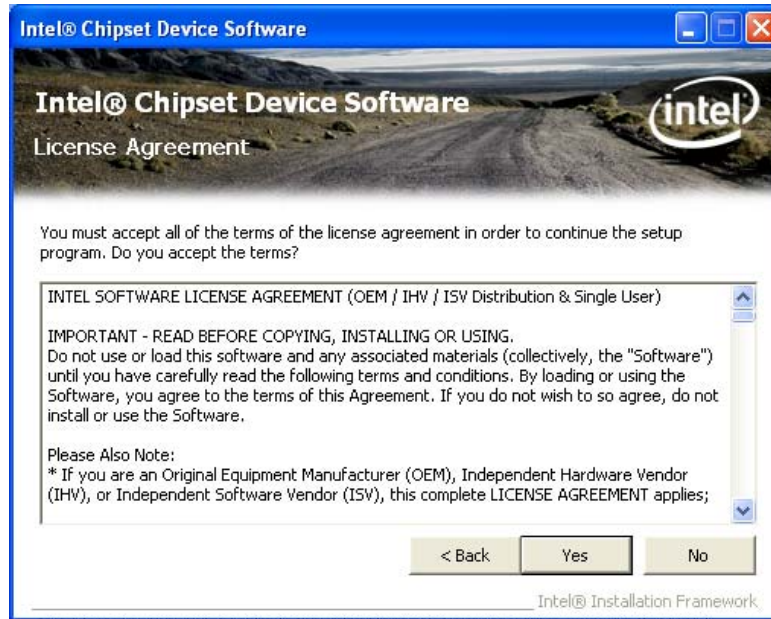 Intel® Chipset Device Software
Intel® Chipset Device Software
intel
License Agreement
You must accept all of the terms of the license agreement in order to continue the setup
program. Do you accept the terms?
INTEL SOFTWARE LICENSE AGREEMENT (OEM / IHV / ISV Distribution & Single User)
IMPORTANT - READ BEFORE COPYING, INSTALLING OR USING.
Do not use or load this software and any associated materials (collectively, the "Software")
until you have carefully read the following terms and conditions. By loading or using the
Software, you agree to the terms of this Agreement. If you do not wish to so agree, do not
install or use the Software.
Please Also Note:
* If you are an Original Equipment Manufacturer (OEM), Independent Hardware Vendor
(IHV), or Independent Software Vendor (ISV), this complete LICENSE AGREEMENT applies;
< Back
Yes
No
Intel® Installation Framework